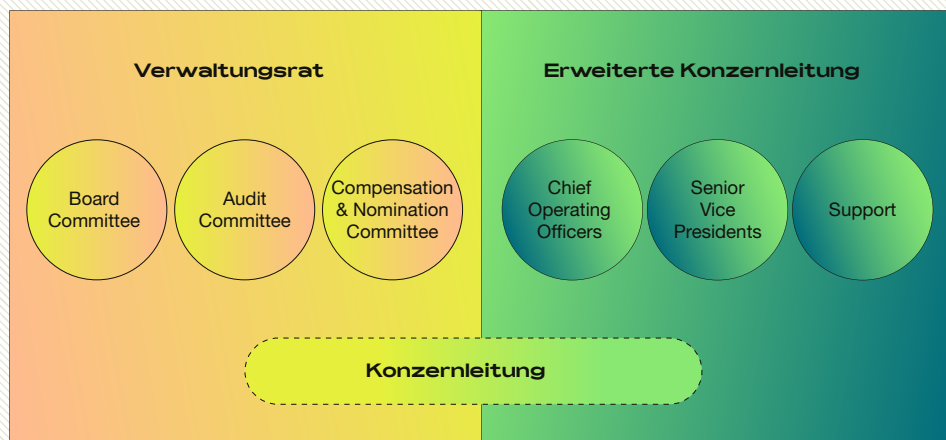 Verwaltungsrat
Erweiterte Konzernleitung
Board
Committee
Audit
Committee
Compensation
& Nomination
Committee
Chief
Operating
Officers
Senior
Vice
Presidents
Support
Konzernleitung